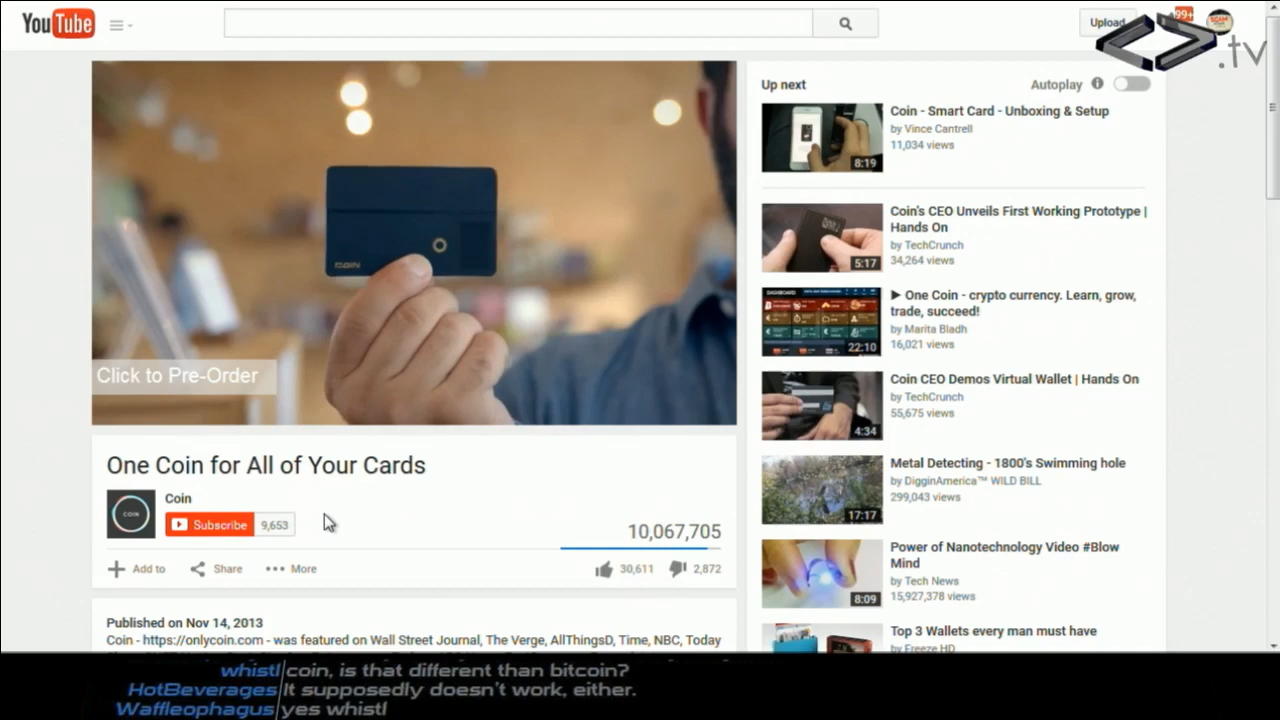 YouTube
Upload
99+
.tv
COIN
Click to Pre-Order
One Coin for All of Your Cards
COIN
Coin
Subscribe 9,653
10,067,705
Add to Share More 30,611 2,872
Published on Nov 14, 2013
Coin - https://onlycoin.com - was featured on Wall Street Journal, The Verge, AllThingsD, Time, NBC, Today
Up next
Autoplay
Coin - Smart Card - Unboxing & Setup
by Vince Cantrell
11,034 views
8:19
Coin's CEO Unveils First Working Prototype |
Hands On
by TechCrunch
34,264 views
5:17
▶ One Coin - crypto currency. Learn, grow,
trade, succeed!
by Marita Bladh
16,021 views
22:10
Coin CEO Demos Virtual Wallet | Hands On
by TechCrunch
55,675 views
4:34
Metal Detecting - 1800's Swimming hole
by DigginAmerica™ WILD BILL
299,043 views
17:17
Power of Nanotechnology Video #Blow
Mind
by Tech News
15,927,378 views
8:09
Top 3 Wallets every man must have
by Freeze HD
whistl coin, is that different than bitcoin?
HotBeverages It supposedly doesn't work, either.
Waffleophagus yes whistl